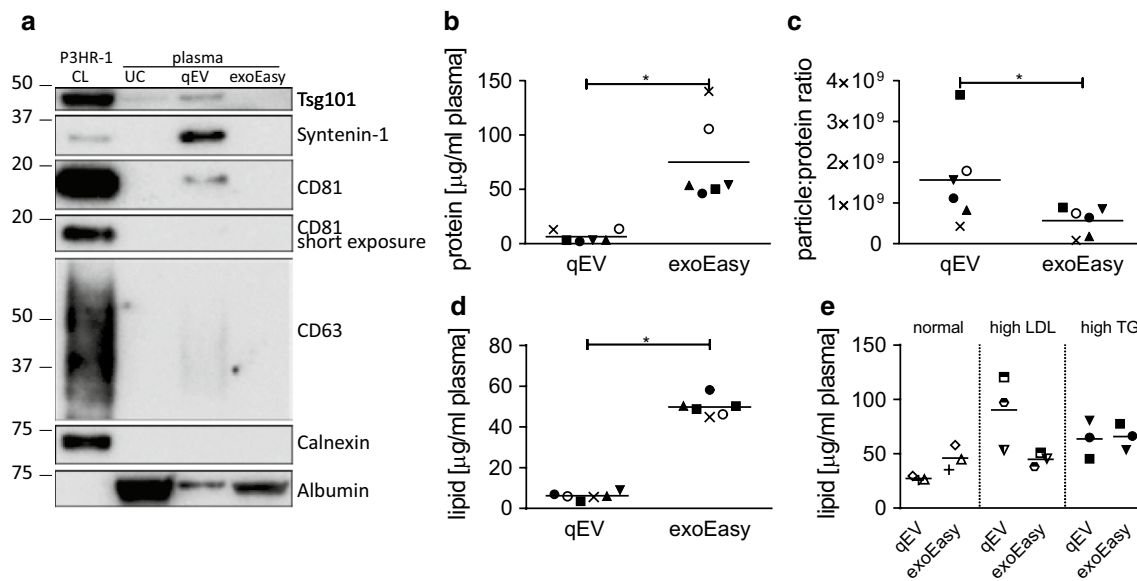 a
P3HR-1 plasma
CL UC qEV exoEasy
50
Tsg101
37
Syntenin-1
20
CD81
20
CD81
short exposure
50
CD63
37
75
Calnexin
75
Albumin
b
protein [µg/ml plasma]
150
100
50
0
*
qEV exoEasy
c
particle:protein ratio
4×10⁹
3×10⁹
2×10⁹
1×10⁹
0
*
qEV exoEasy
d
lipid [µg/ml plasma]
80
60
40
20
0
*
qEV exoEasy
e
normal high LDL high TG
lipid [µg/ml plasma]
150
100
50
0
qEV exoEasy qEV exoEasy qEV exoEasy